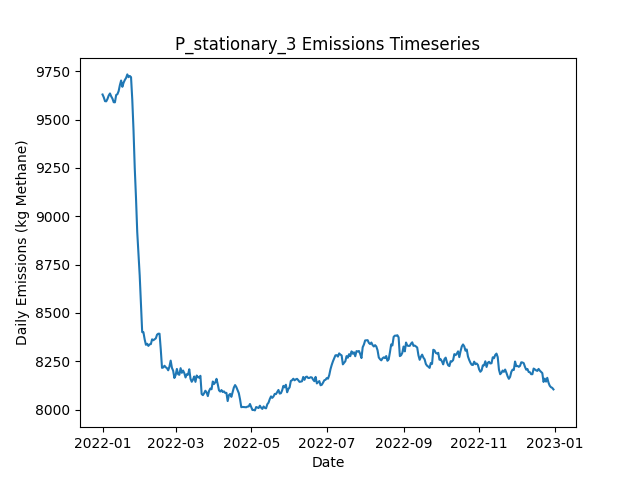 P_stationary_3 Emissions Timeseries
Daily Emissions (kg Methane)
9750
9500
9250
9000
8750
8500
8250
8000
2022-01 2022-03 2022-05 2022-07 2022-09 2022-11 2023-01
Date